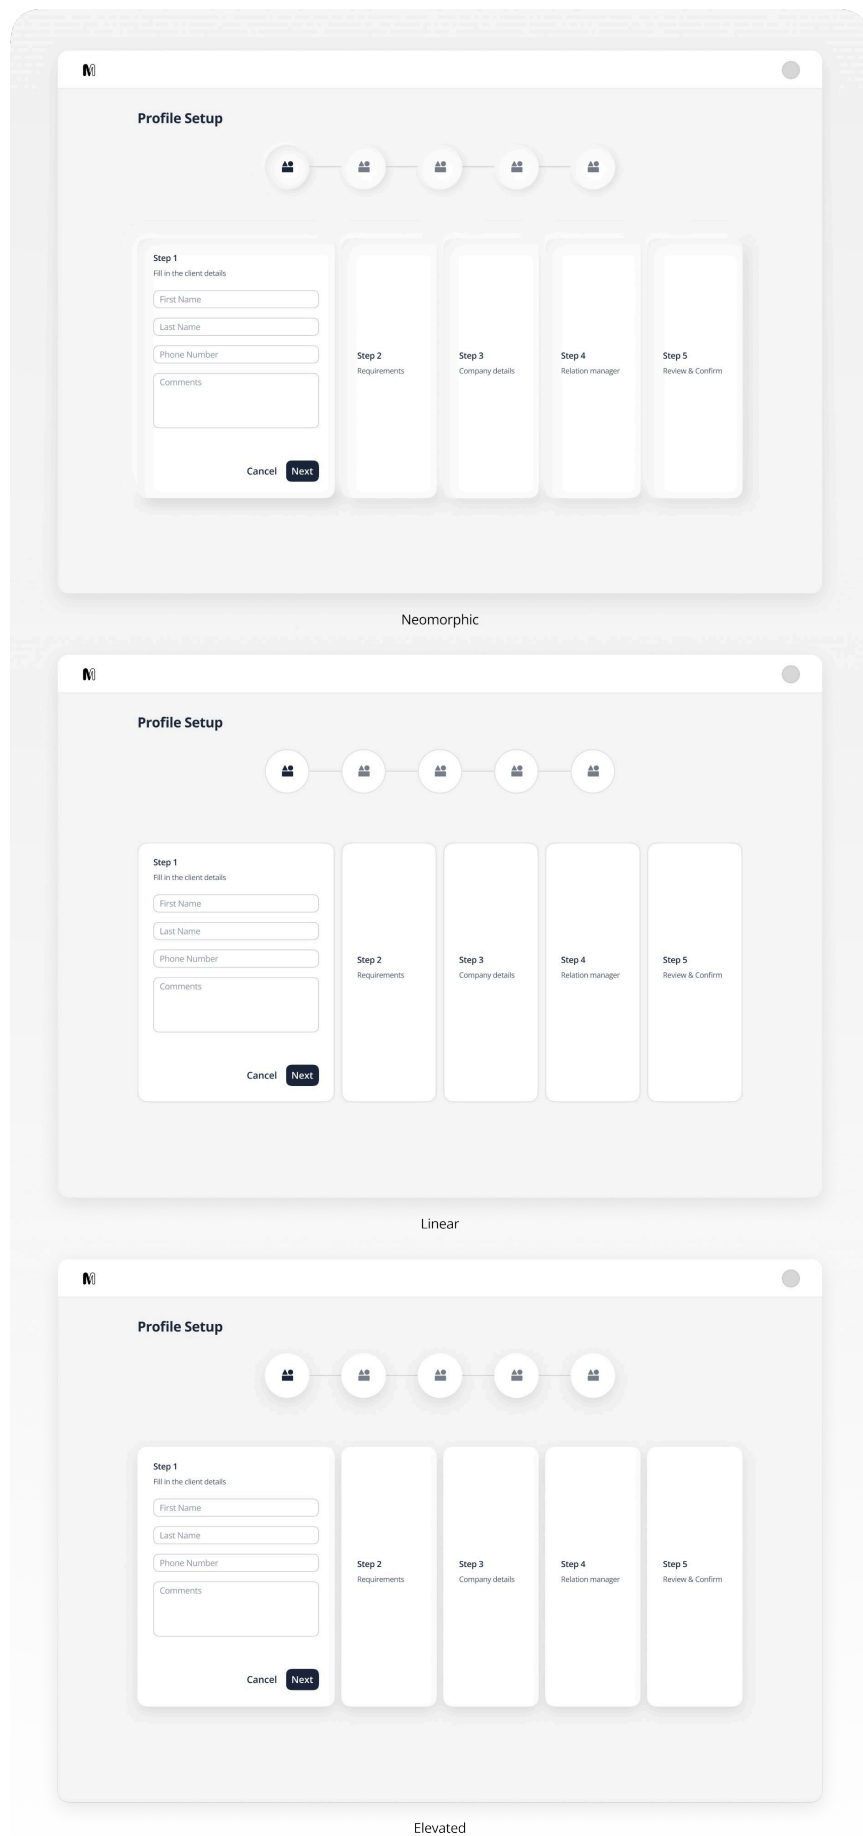 M
Profile Setup
Step 1
Fill in the client details
First Name
Last Name
Phone Number
Comments
Cancel Next
Step 2
Requirements
Step 3
Company details
Step 4
Relation manager
Step 5
Review & Confirm
Neomorphic
M
Profile Setup
Step 1
Fill in the client details
First Name
Last Name
Phone Number
Comments
Cancel Next
Step 2
Requirements
Step 3
Company details
Step 4
Relation manager
Step 5
Review & Confirm
Linear
M
Profile Setup
Step 1
Fill in the client details
First Name
Last Name
Phone Number
Comments
Cancel Next
Step 2
Requirements
Step 3
Company details
Step 4
Relation manager
Step 5
Review & Confirm
Elevated